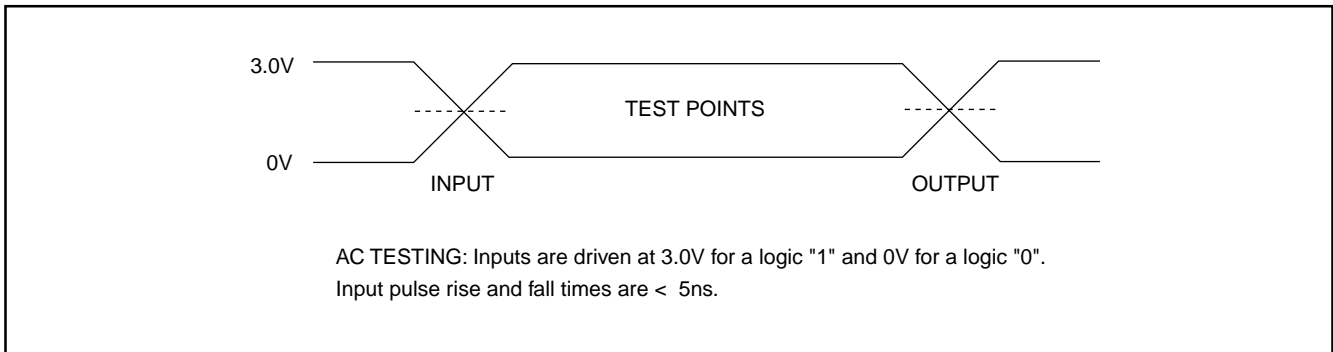 3.0V
TEST POINTS
0V
INPUT
OUTPUT
AC TESTING: Inputs are driven at 3.0V for a logic "1" and 0V for a logic "0".
Input pulse rise and fall times are < 5ns.